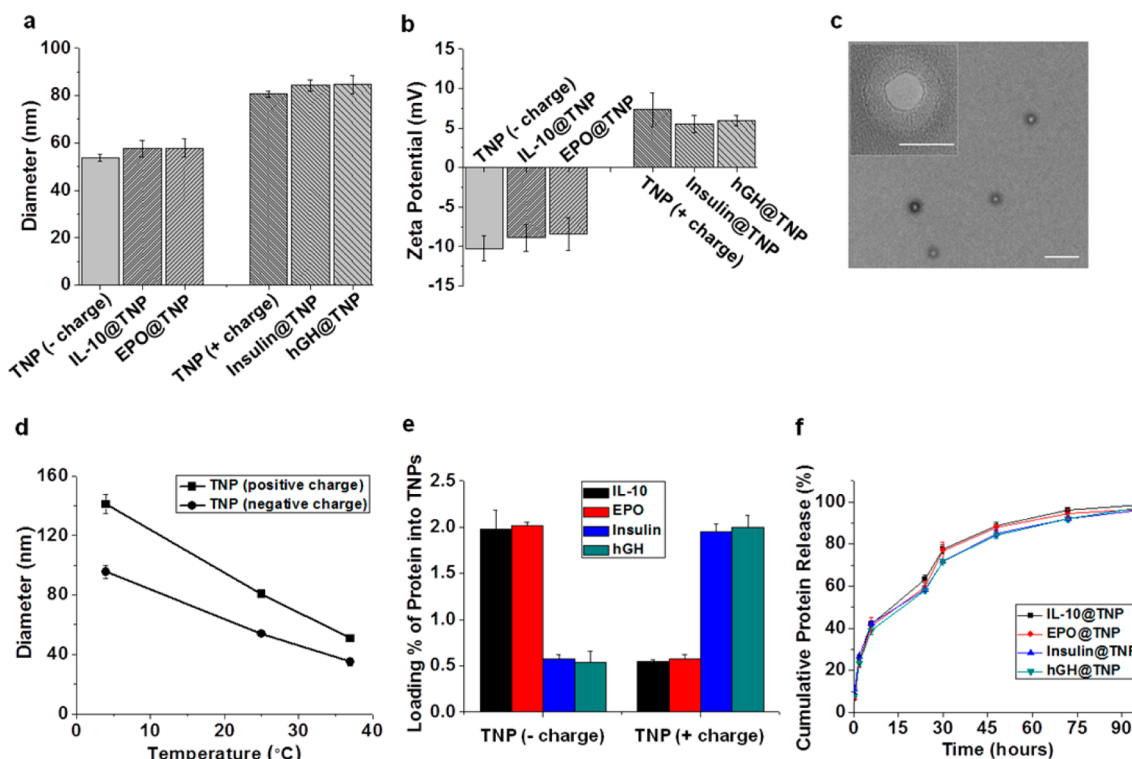 a
Diameter (nm)
100
80
60
40
20
0
TNP (- charge)
IL-10@TNP
EPO@TNP
TNP (+ charge)
Insulin@TNP
hGH@TNP
b
Zeta Potential (mV)
15
10
5
0
-5
-10
-15
TNP (- charge)
IL-10@TNP
EPO@TNP
TNP (+ charge)
Insulin@TNP
hGH@TNP
c
d
Diameter (nm)
160
120
80
40
0
TNP (positive charge)
TNP (negative charge)
0 10 20 30 40
Temperature (°C)
e
Loading % of Protein into TNPs
2.5
2.0
1.5
1.0
0.5
0.0
IL-10
EPO
Insulin
hGH
TNP (- charge) TNP (+ charge)
f
Cumulative Protein Release (%)
100
80
60
40
20
0
IL-10@TNP
EPO@TNP
Insulin@TNP
hGH@TNP
0 15 30 45 60 75 90
Time (hours)